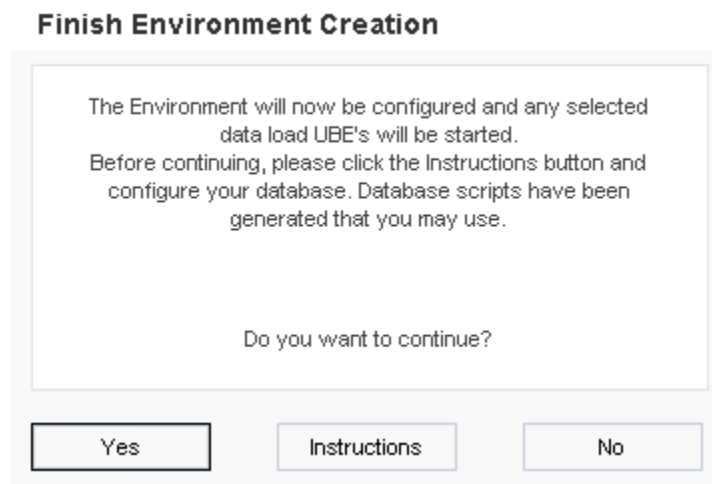 Finish Environment Creation
The Environment will now be configured and any selected
data load UBE's will be started.
Before continuing, please click the Instructions button and
configure your database. Database scripts have been
generated that you may use.
Do you want to continue?
Yes
Instructions
No